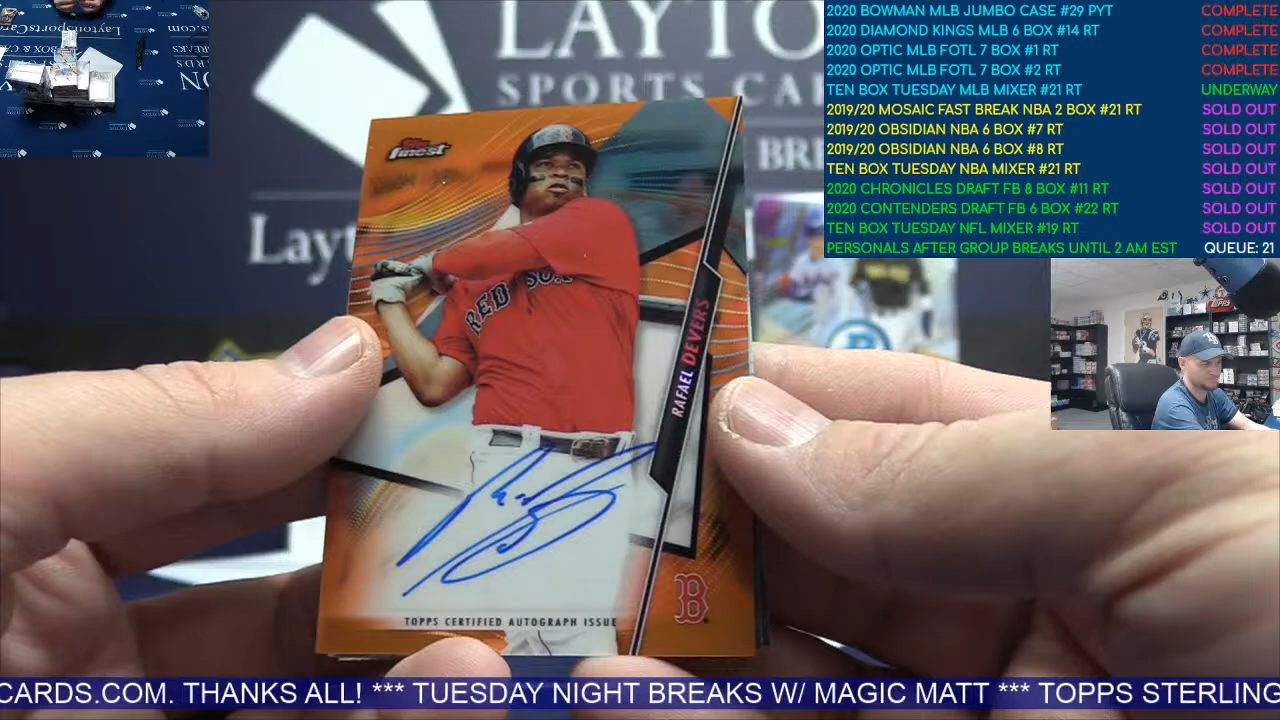 2020 BOWMAN MLB JUMBO CASE #29 PYT COMPLETE
2020 DIAMOND KINGS MLB 6 BOX #14 RT COMPLETE
2020 OPTIC MLB FOTL 7 BOX #1 RT COMPLETE
2020 OPTIC MLB FOTL 7 BOX #2 RT COMPLETE
TEN BOX TUESDAY MLB MIXER #21 RT UNDERWAY
2019/20 MOSAIC FAST BREAK NBA 2 BOX #21 RT SOLD OUT
2019/20 OBSIDIAN NBA 6 BOX #7 RT SOLD OUT
2019/20 OBSIDIAN NBA 6 BOX #8 RT SOLD OUT
TEN BOX TUESDAY NBA MIXER #21 RT SOLD OUT
2020 CHRONICLES DRAFT FB 8 BOX #11 RT SOLD OUT
2020 CONTENDERS DRAFT FB 6 BOX #22 RT SOLD OUT
TEN BOX TUESDAY NFL MIXER #19 RT SOLD OUT
PERSONALS AFTER GROUP BREAKS UNTIL 2 AM EST QUEUE: 21
LAYTO
SPORTS CA
BRE
Layt
Topps
Finest
RED SOX
RAFAEL DEVERS
B
TOPPS CERTIFIED AUTOGRAPH ISSUE
CARDS.COM. THANKS ALL! *** TUESDAY NIGHT BREAKS W/ MAGIC MATT *** TOPPS STERLING